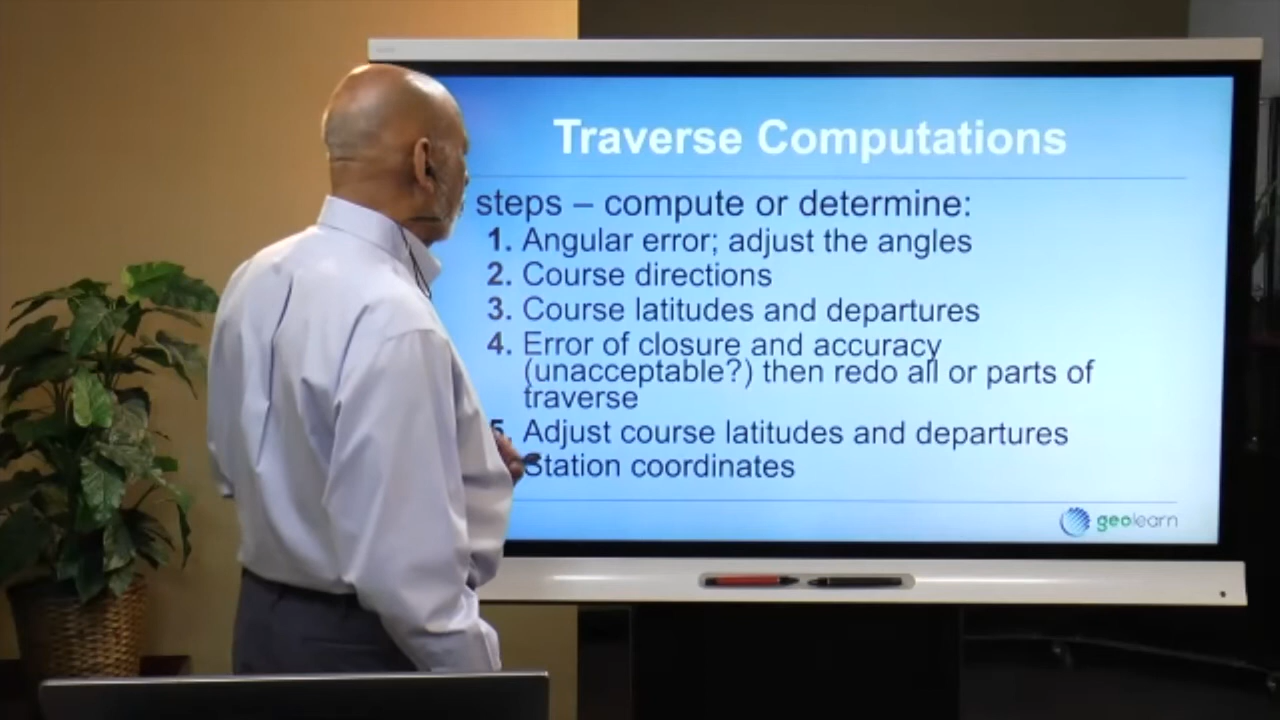 Traverse Computations
steps – compute or determine:
1. Angular error; adjust the angles
2. Course directions
3. Course latitudes and departures
4. Error of closure and accuracy
(unacceptable?) then redo all or parts of
traverse
5. Adjust course latitudes and departures
Station coordinates
geolearn